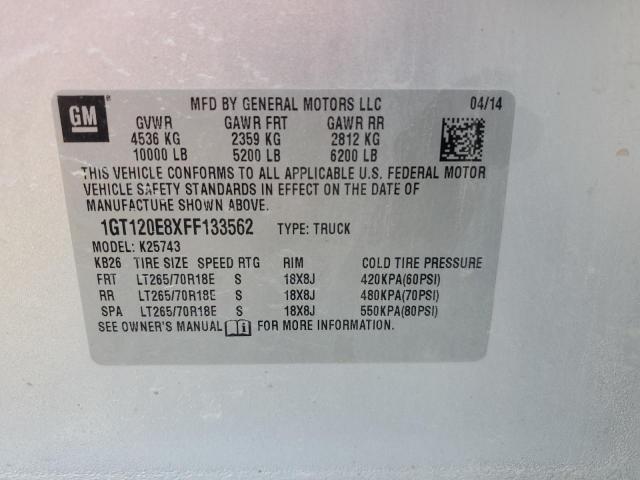 GM
MFD BY GENERAL MOTORS LLC 04/14
GVWR GAWR FRT GAWR RR
4536 KG 2359 KG 2812 KG
10000 LB 5200 LB 6200 LB
THIS VEHICLE CONFORMS TO ALL APPLICABLE U.S. FEDERAL MOTOR
VEHICLE SAFETY STANDARDS IN EFFECT ON THE DATE OF
MANUFACTURE SHOWN ABOVE.
1GT120E8XFF133562 TYPE: TRUCK
MODEL: K25743
KB26 TIRE SIZE SPEED RTG RIM COLD TIRE PRESSURE
FRT LT265/70R18E S 18X8J 420KPA(60PSI)
RR LT265/70R18E S 18X8J 480KPA(70PSI)
SPA LT265/70R18E S 18X8J 550KPA(80PSI)
SEE OWNER'S MANUAL FOR MORE INFORMATION.